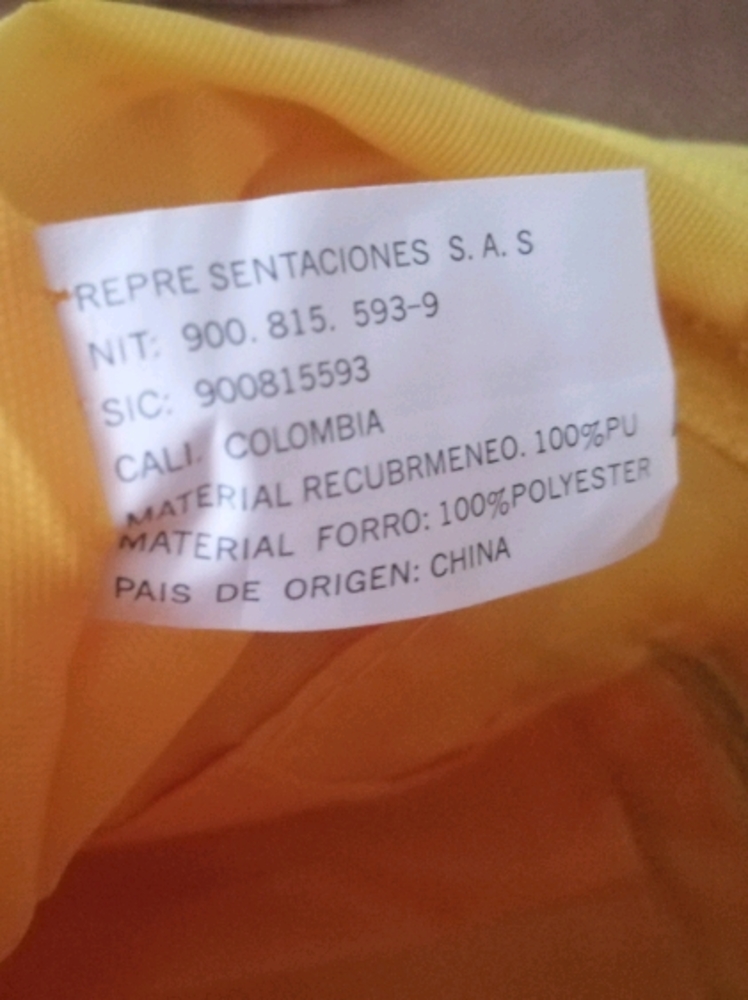 REPRE SENTACIONES S. A. S
NIT: 900. 815. 593-9
SIC: 900815593
CALI. COLOMBIA
MATERIAL RECUBRMENEO. 100%PU
MATERIAL FORRO: 100%POLYESTER
PAIS DE ORIGEN: CHINA